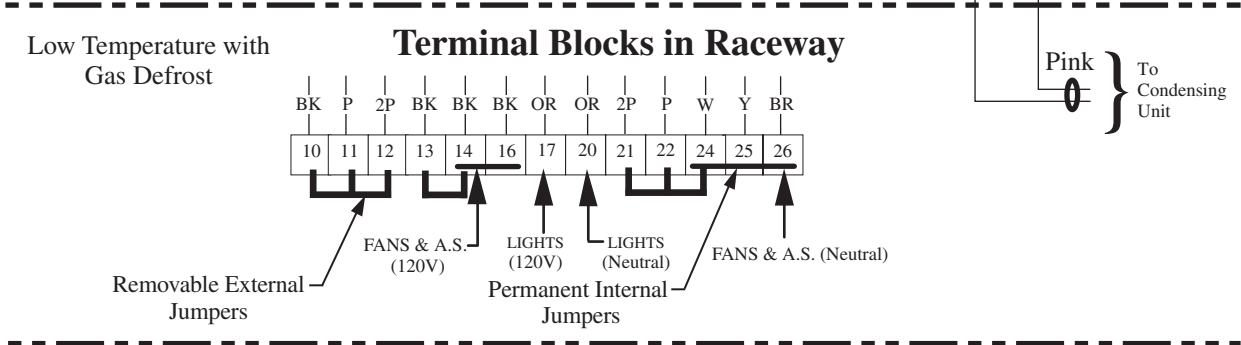 Low Temperature with
Gas Defrost
Terminal Blocks in Raceway
Pink
To
Condensing
Unit
BK P 2P BK BK BK OR OR 2P P W Y BR
10 11 12 13 14 16 17 20 21 22 24 25 26
FANS & A.S.
(120V)
LIGHTS
(120V)
LIGHTS
(Neutral)
FANS & A.S. (Neutral)
Removable External
Jumpers
Permanent Internal
Jumpers